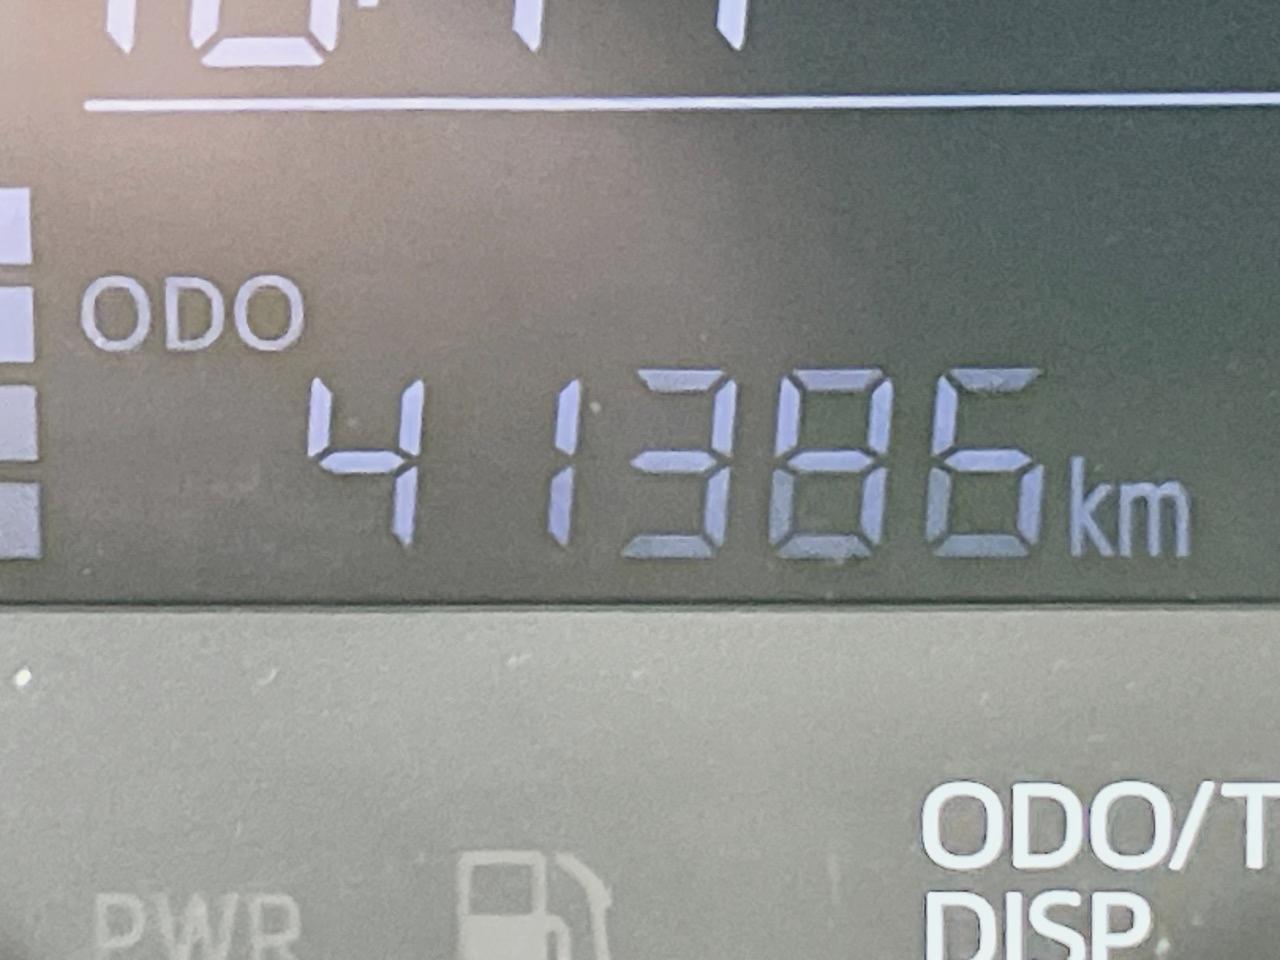 ODO
41386km
ODO/T
DISP
PWR